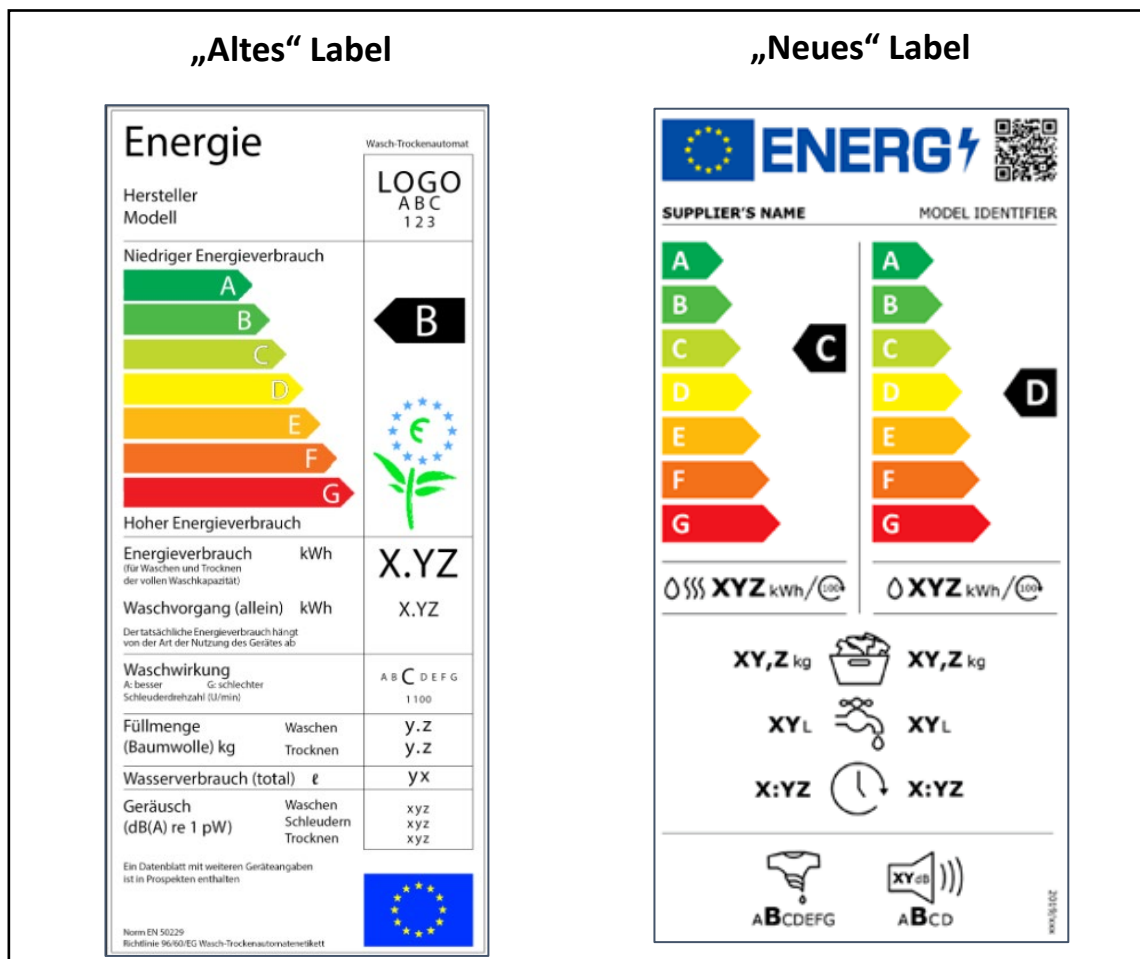 „Altes“ Label
Energie
Wasch-Trockenautomat
Hersteller
Modell
LOGO
ABC
123
Niedriger Energieverbrauch
A
B
C
D
E
F
G
B
Hoher Energieverbrauch
Energieverbrauch kWh
(für Waschen und Trocknen
der vollen Waschkapazität)
X.YZ
Waschvorgang (allein) kWh X.YZ
Der tatsächliche Energieverbrauch hängt
von der Art der Nutzung des Gerätes ab
Waschwirkung
A: besser G: schlechter
Schleuderdrehzahl (U/min)
A B C D E F G
1100
Füllmenge Waschen y.z
(Baumwolle) kg Trocknen y.z
Wasserverbrauch (total) ℓ yx
Geräusch Waschen xyz
(dB(A) re 1 pW) Schleudern xyz
Trocknen xyz
Ein Datenblatt mit weiteren Geräteangaben
ist in Prospekten enthalten
Norm EN 50229
Richtlinie 96/60/EG Wasch-Trockenautomatenetikett
„Neues“ Label
ENERG
SUPPLIER'S NAME MODEL IDENTIFIER
A A
B B
C C C
D D D
E E
F F
G G
XYZ kWh/100 XYZ kWh/100
XY,Z kg XY,Z kg
XY L XY L
X:YZ X:YZ
XY dB
ABCDEFG ABCD
2019/xxx